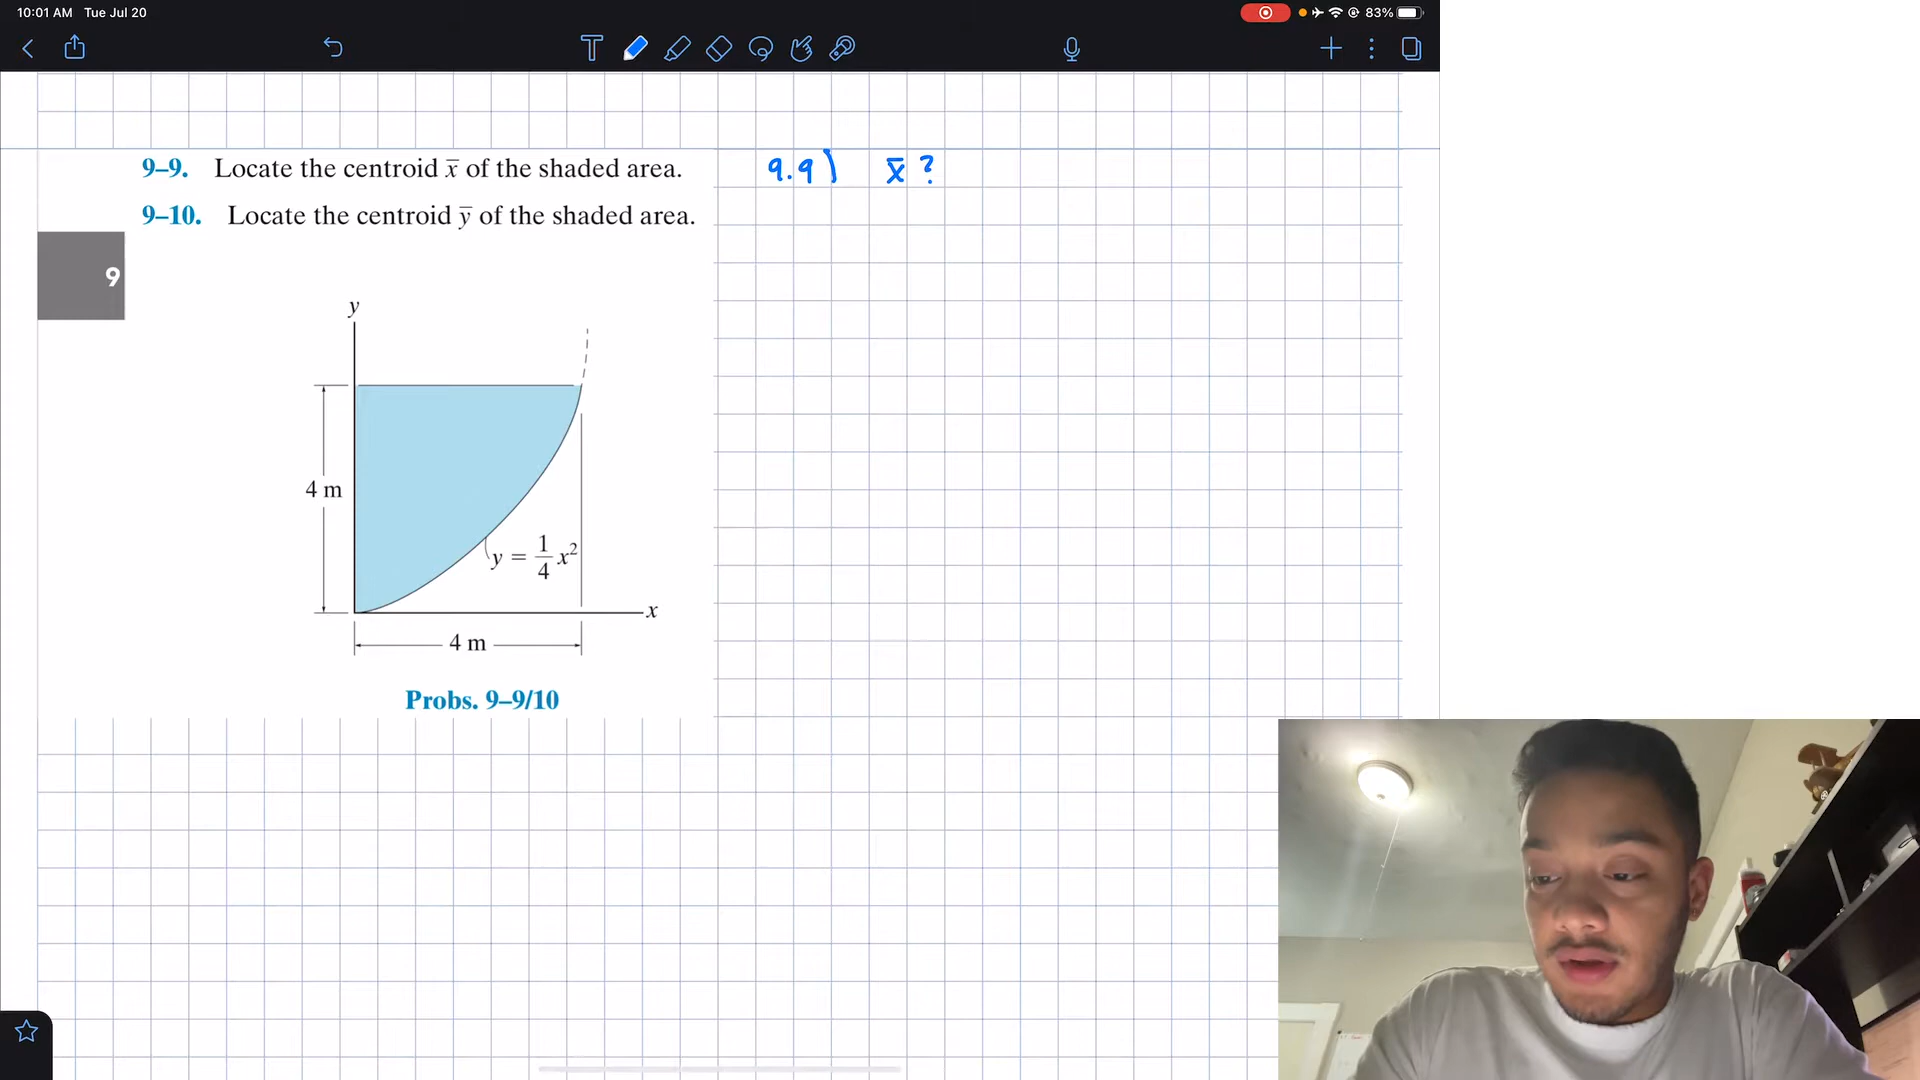 10:01 AM Tue Jul 20
83%
T
9–9. Locate the centroid x̅ of the shaded area.
9.9) x̅ ?
9–10. Locate the centroid y̅ of the shaded area.
9
y
4 m
y = 1/4 x²
x
4 m
Probs. 9–9/10